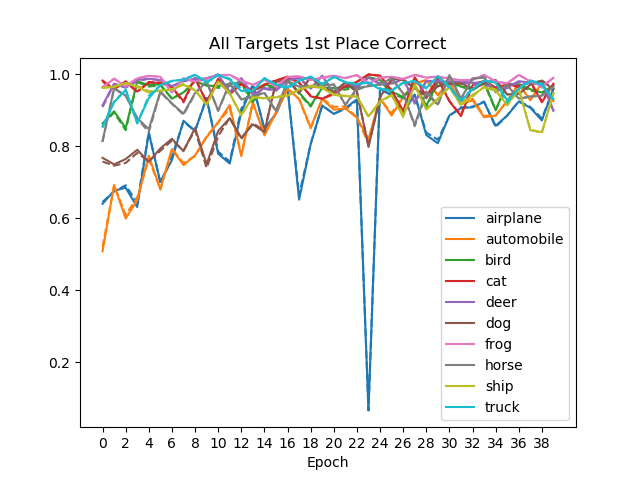 All Targets 1st Place Correct
1.0
0.8
0.6
0.4
0.2
airplane
automobile
bird
cat
deer
dog
frog
horse
ship
truck
0 2 4 6 8 10 12 14 16 18 20 22 24 26 28 30 32 34 36 38
Epoch